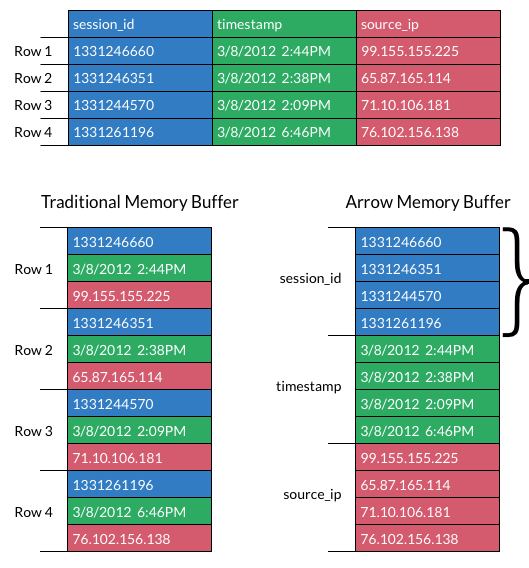 session_id timestamp source_ip
Row 1 1331246660 3/8/2012 2:44PM 99.155.155.225
Row 2 1331246351 3/8/2012 2:38PM 65.87.165.114
Row 3 1331244570 3/8/2012 2:09PM 71.10.106.181
Row 4 1331261196 3/8/2012 6:46PM 76.102.156.138
Traditional Memory Buffer
Row 1
1331246660
3/8/2012 2:44PM
99.155.155.225
Row 2
1331246351
3/8/2012 2:38PM
65.87.165.114
Row 3
1331244570
3/8/2012 2:09PM
71.10.106.181
Row 4
1331261196
3/8/2012 6:46PM
76.102.156.138
Arrow Memory Buffer
session_id
1331246660
1331246351
1331244570
1331261196
timestamp
3/8/2012 2:44PM
3/8/2012 2:38PM
3/8/2012 2:09PM
3/8/2012 6:46PM
source_ip
99.155.155.225
65.87.165.114
71.10.106.181
76.102.156.138